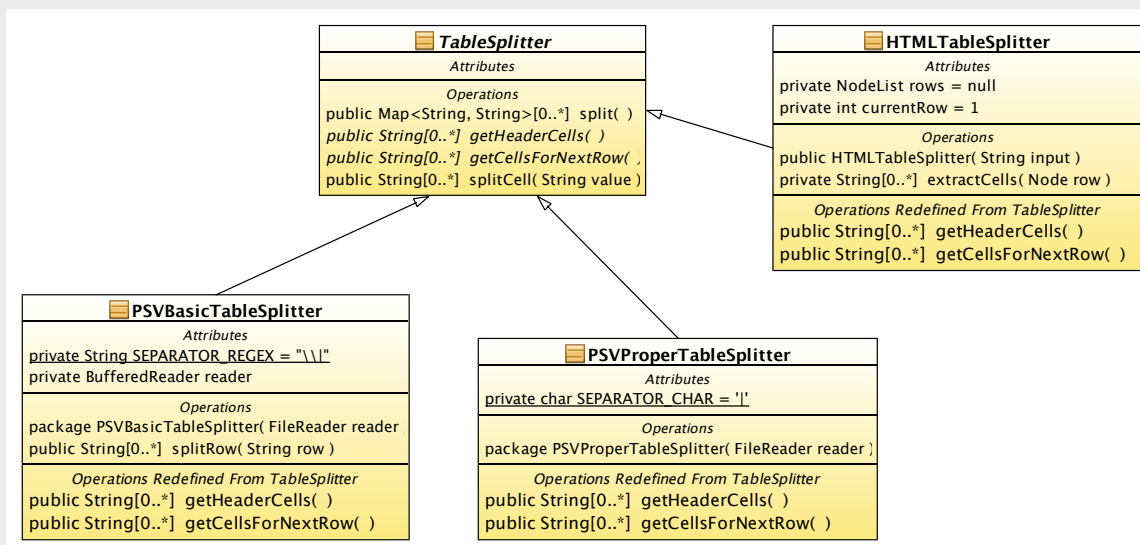 TableSplitter
Attributes
Operations
public Map<String, String>[0..*] split( )
public String[0..*] getHeaderCells( )
public String[0..*] getCellsForNextRow( )
public String[0..*] splitCell( String value )
HTMLTableSplitter
Attributes
private NodeList rows = null
private int currentRow = 1
Operations
public HTMLTableSplitter( String input )
private String[0..*] extractCells( Node row )
Operations Redefined From TableSplitter
public String[0..*] getHeaderCells( )
public String[0..*] getCellsForNextRow( )
PSVBasicTableSplitter
Attributes
private String SEPARATOR_REGEX = "\\|"
private BufferedReader reader
Operations
package PSVBasicTableSplitter( FileReader reader
public String[0..*] splitRow( String row )
Operations Redefined From TableSplitter
public String[0..*] getHeaderCells( )
public String[0..*] getCellsForNextRow( )
PSVProperTableSplitter
Attributes
private char SEPARATOR_CHAR = '|'
Operations
package PSVProperTableSplitter( FileReader reader )
Operations Redefined From TableSplitter
public String[0..*] getHeaderCells( )
public String[0..*] getCellsForNextRow( )